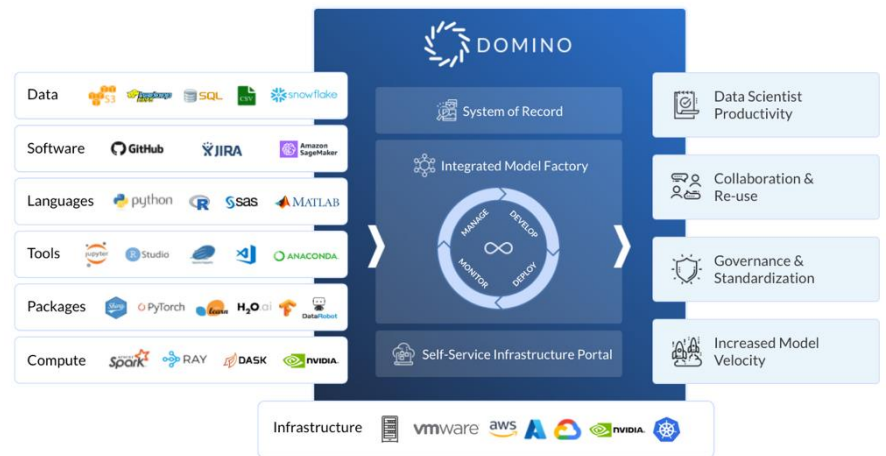 DOMINO
Data S3 hadoop SQL CSV snowflake
Software GitHub JIRA Amazon SageMaker
Languages python R sas MATLAB
Tools jupyter R Studio ANACONDA
Packages PyTorch learn H2O.ai DataRobot
Compute APACHE Spark RAY DASK NVIDIA
System of Record
Integrated Model Factory
MANAGE DEVELOP
MONITOR DEPLOY
Self-Service Infrastructure Portal
Data Scientist
Productivity
Collaboration &
Re-use
Governance &
Standardization
Increased Model
Velocity
Infrastructure vmware aws NVIDIA